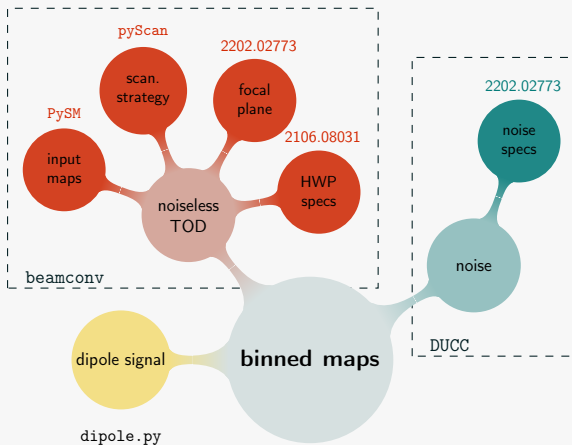 pyScan
2202.02773
PySM
scan.
strategy
focal
plane
2106.08031
2202.02773
input
maps
noiseless
TOD
HWP
specs
noise
specs
beamconv
noise
DUCC
dipole signal
binned maps
dipole.py